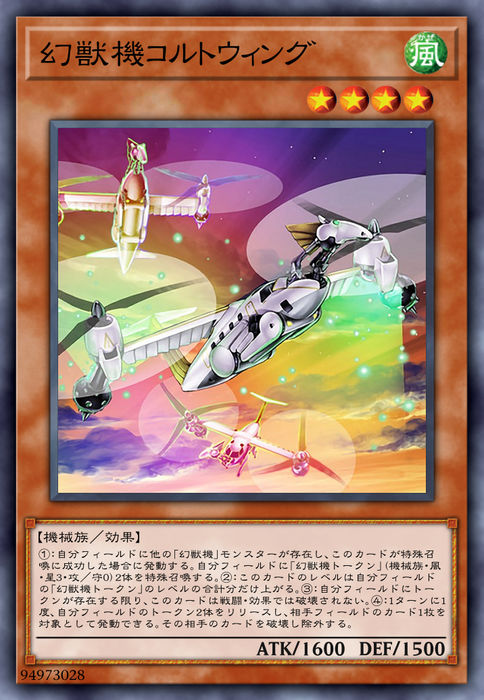 幻獣機コルトウィング
かぜ
風
【機械族／効果】
①：自分フィールドに他の「幻獣機」モンスターが存在し、このカードが特殊召
喚に成功した場合に発動する。自分フィールドに「幻獣機トークン」(機械族・風
・星3・攻／守0)2体を特殊召喚する。②：このカードのレベルは自分フィールド
の「幻獣機トークン」のレベルの合計分だけ上がる。③：自分フィールドにトー
クンが存在する限り、このカードは戦闘・効果では破壊されない。④：1ターンに1
度、自分フィールドのトークン2体をリリースし、相手フィールドのカード1枚を
対象として発動できる。その相手のカードを破壊し除外する。
ATK/1600 DEF/1500
94973028